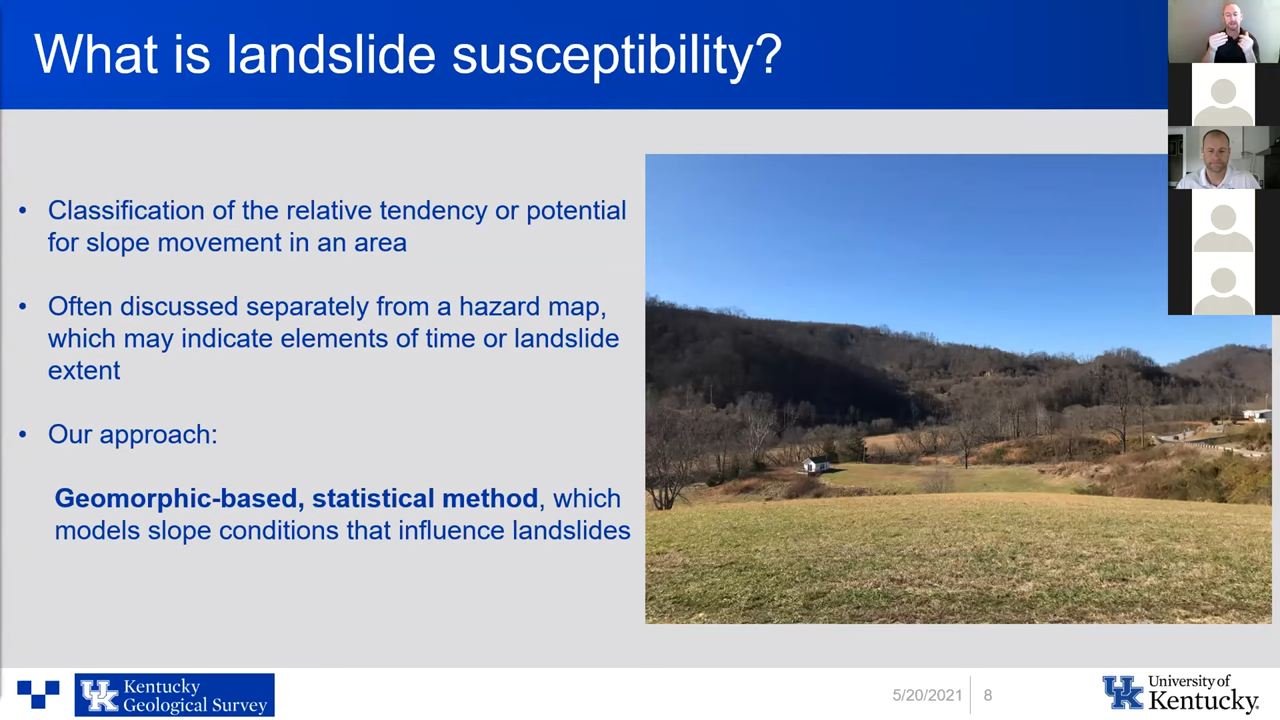 What is landslide susceptibility?
• Classification of the relative tendency or potential
for slope movement in an area
• Often discussed separately from a hazard map,
which may indicate elements of time or landslide
extent
• Our approach:
Geomorphic-based, statistical method, which
models slope conditions that influence landslides
UK Kentucky
Geological Survey
5/20/2021 8
UK University of
Kentucky.